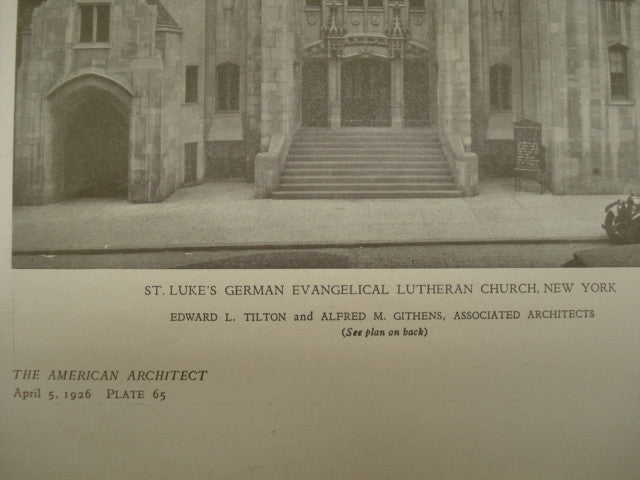 ST. LUKE'S GERMAN EVANGELICAL LUTHERAN CHURCH, NEW YORK
EDWARD L. TILTON and ALFRED M. GITHENS, ASSOCIATED ARCHITECTS
(See plan on back)
THE AMERICAN ARCHITECT
April 5, 1926 PLATE 65